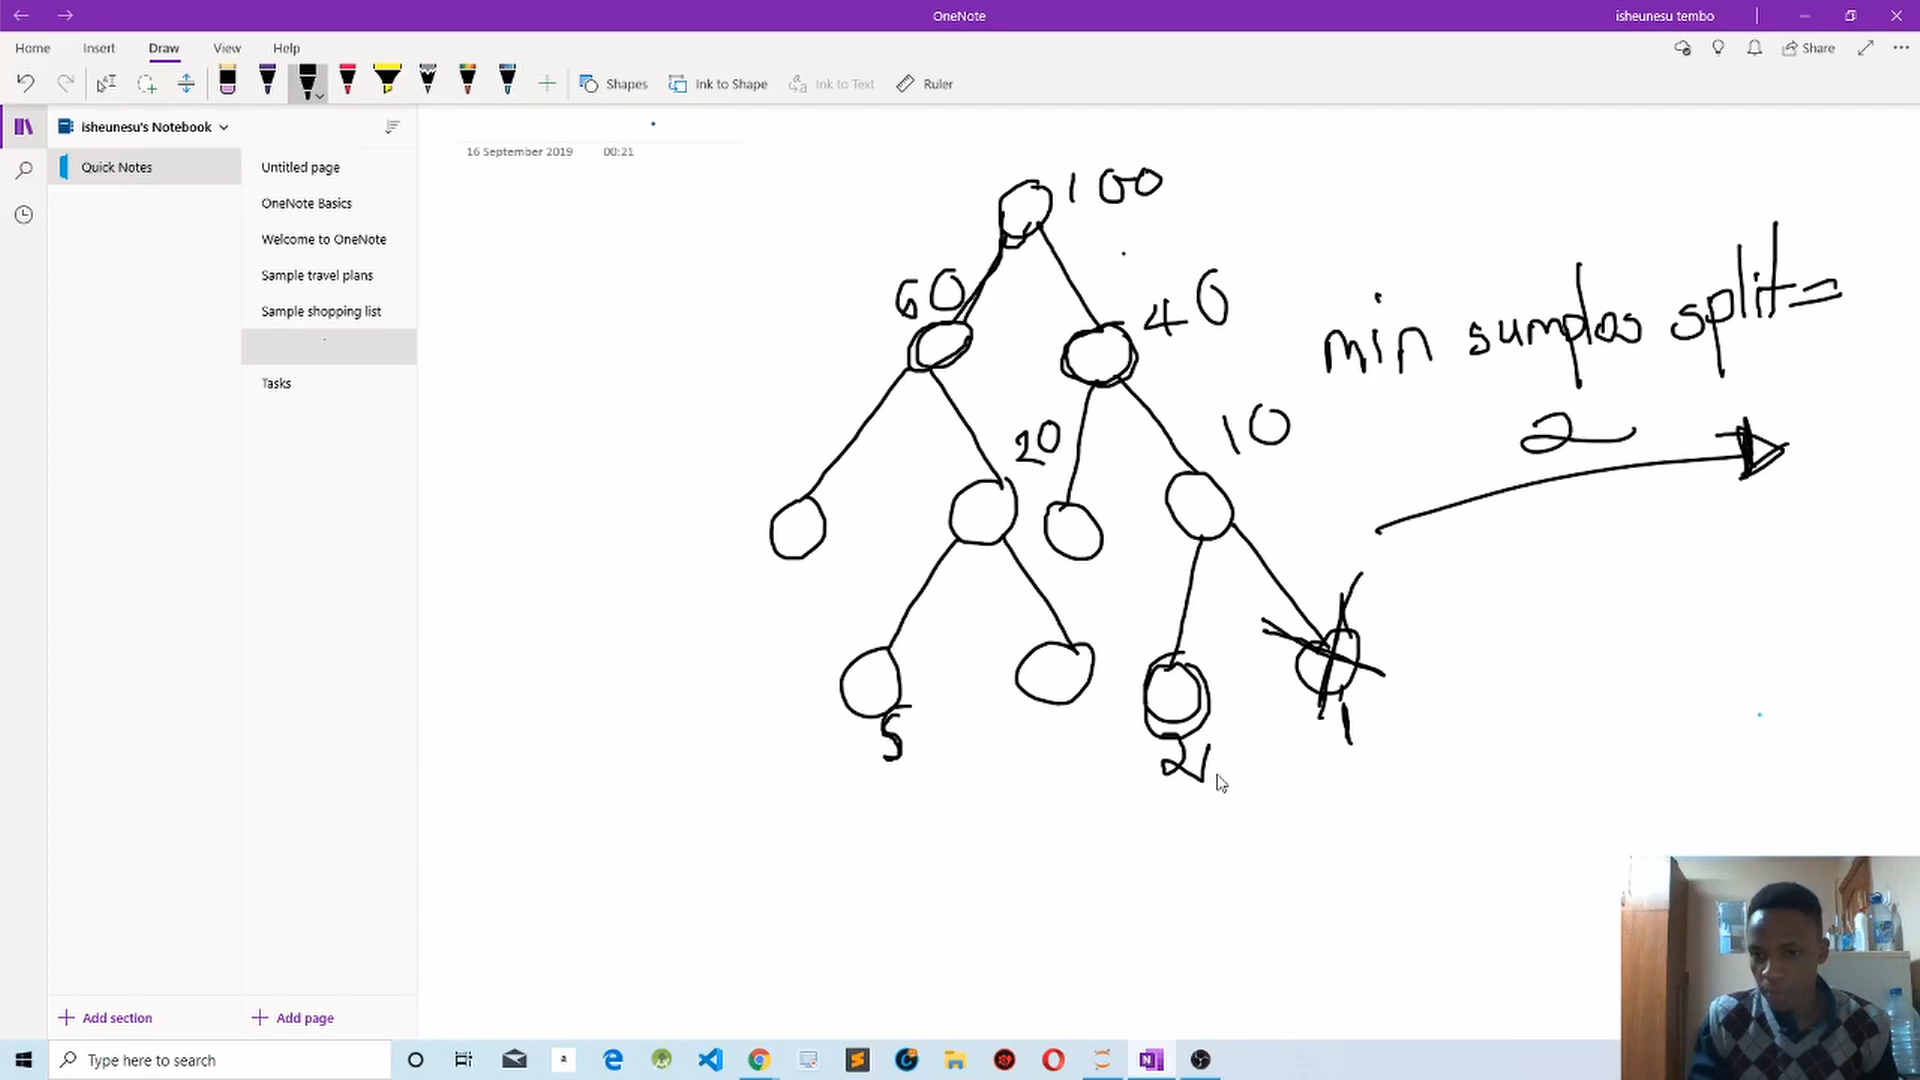 OneNote
isheunesu tembo
Home Insert Draw View Help
Share
Shapes Ink to Shape Ink to Text Ruler
isheunesu's Notebook
Quick Notes
Untitled page
OneNote Basics
Welcome to OneNote
Sample travel plans
Sample shopping list
Tasks
16 September 2019 00:21
100
60
40
min sumples split=
2
20
10
5
2
1
Add section
Add page
Type here to search